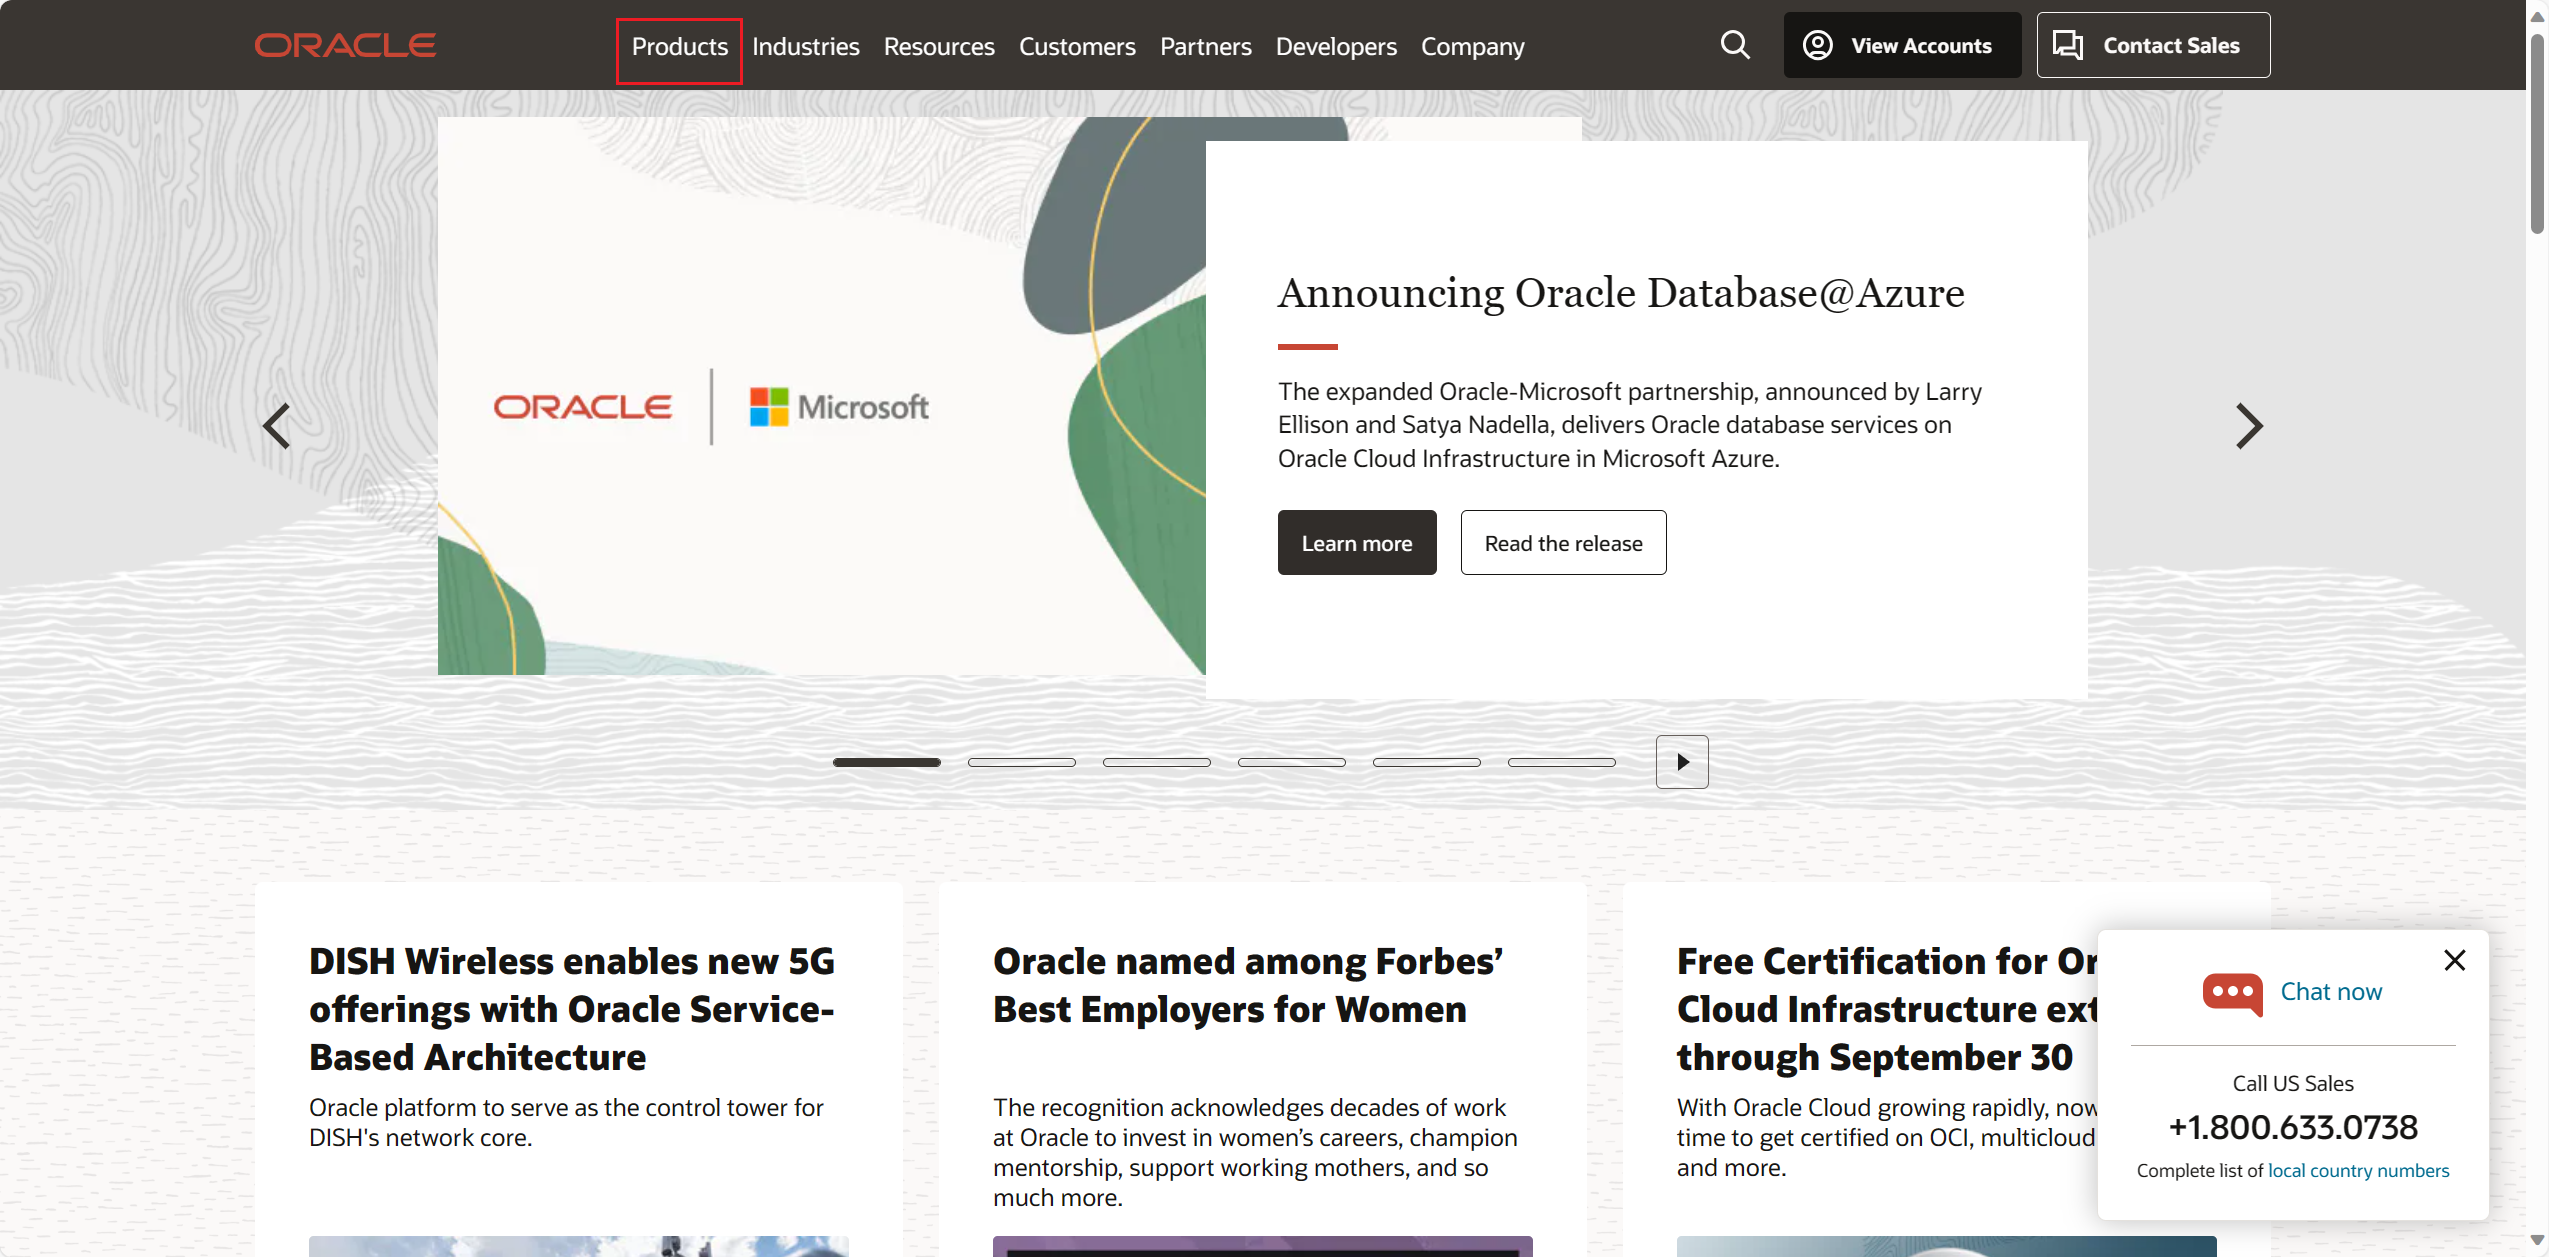 ORACLE
Products Industries Resources Customers Partners Developers Company
View Accounts
Contact Sales
ORACLE
Microsoft
Announcing Oracle Database@Azure
The expanded Oracle-Microsoft partnership, announced by Larry
Ellison and Satya Nadella, delivers Oracle database services on
Oracle Cloud Infrastructure in Microsoft Azure.
Learn more
Read the release
DISH Wireless enables new 5G
offerings with Oracle Service-
Based Architecture
Oracle platform to serve as the control tower for
DISH's network core.
Oracle named among Forbes’
Best Employers for Women
The recognition acknowledges decades of work
at Oracle to invest in women’s careers, champion
mentorship, support working mothers, and so
much more.
Free Certification for Or
Cloud Infrastructure ext
through September 30
With Oracle Cloud growing rapidly, now
time to get certified on OCI, multicloud
and more.
Chat now
Call US Sales
+1.800.633.0738
Complete list of local country numbers